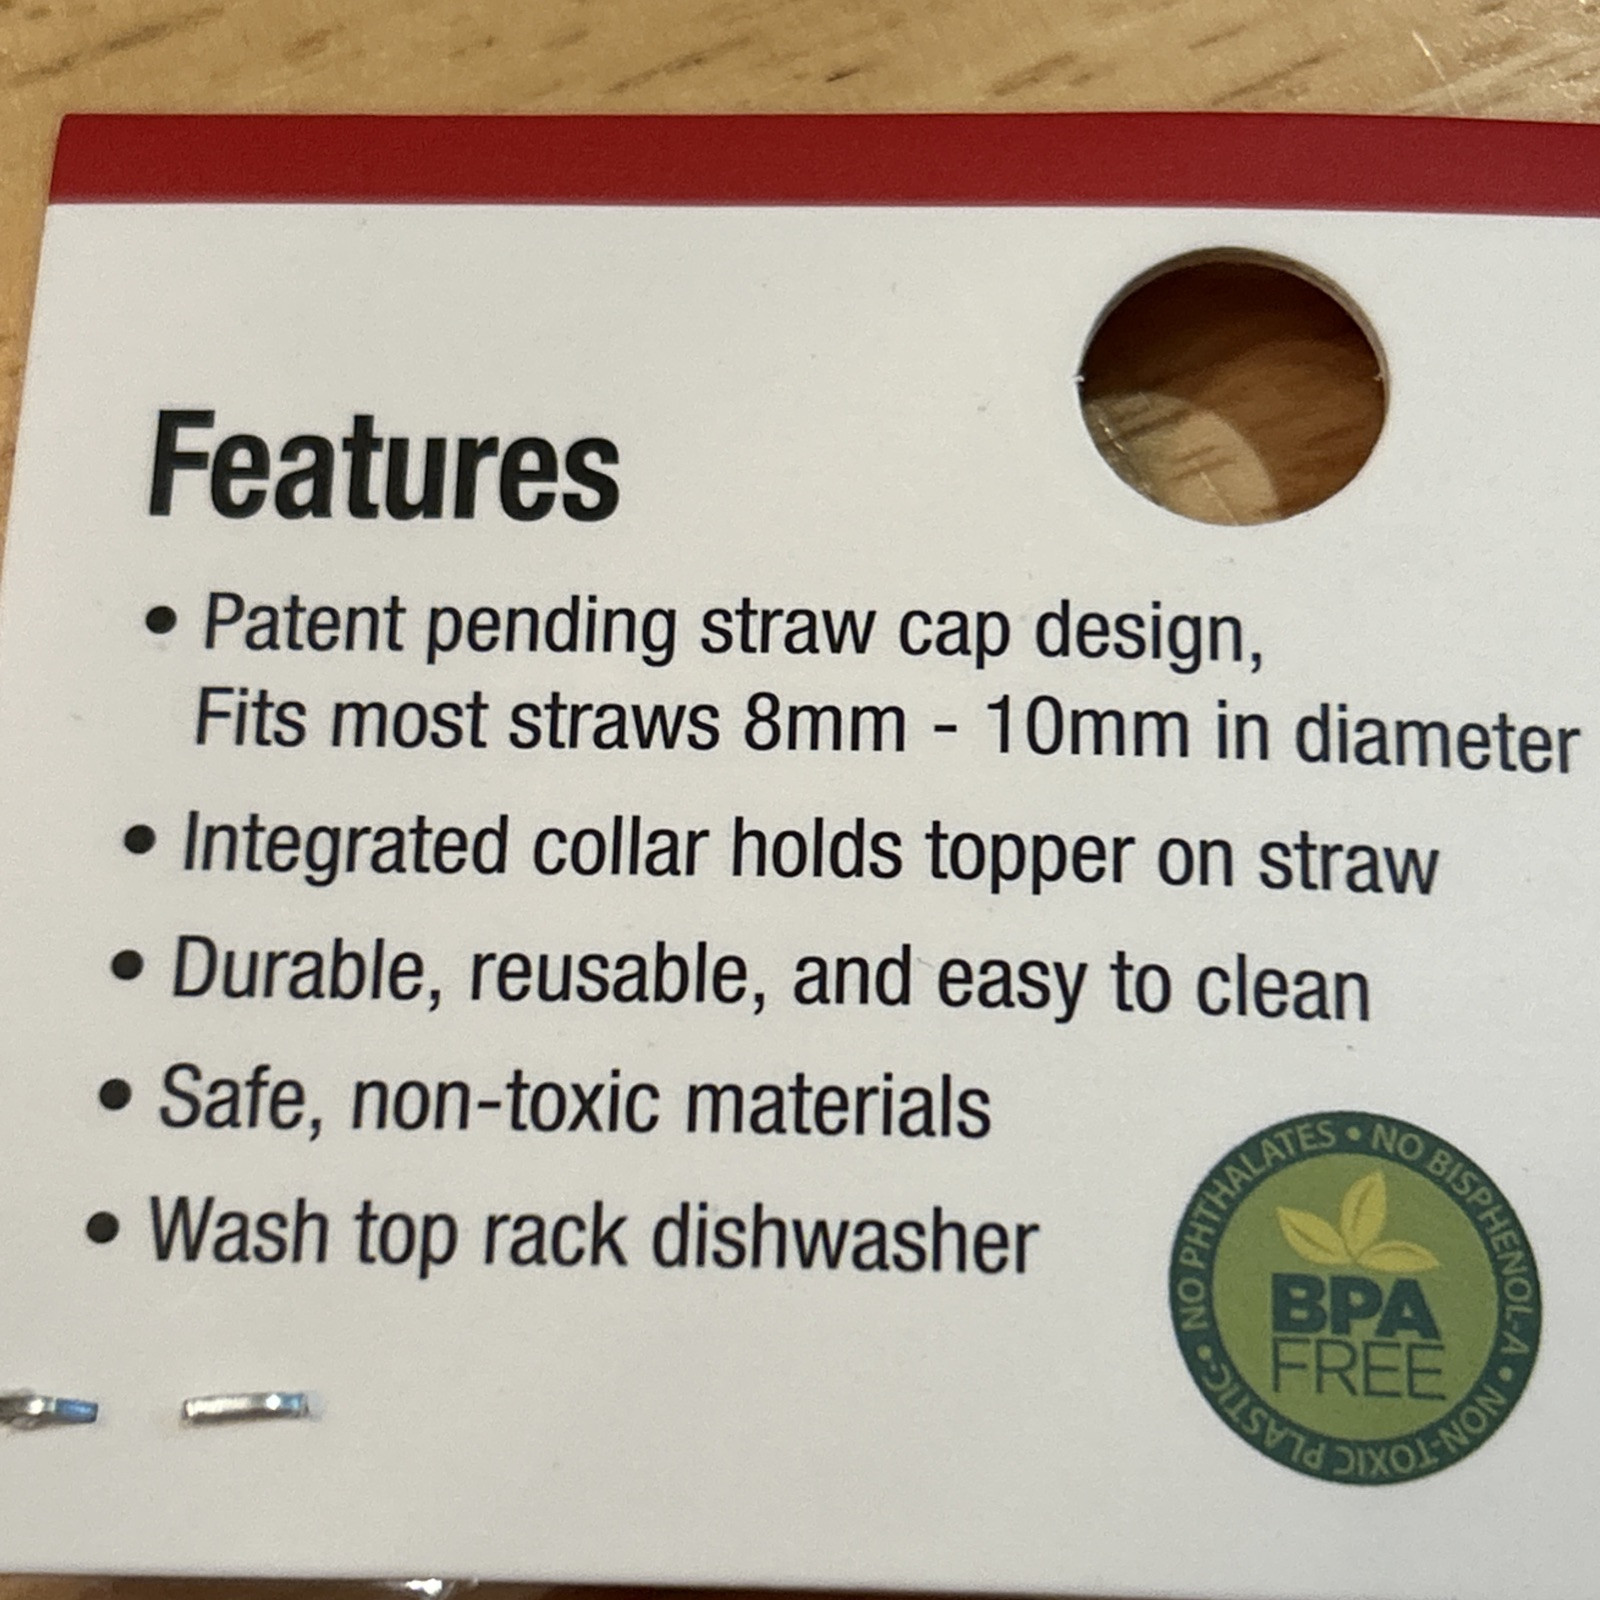 Features
• Patent pending straw cap design,
Fits most straws 8mm - 10mm in diameter
• Integrated collar holds topper on straw
• Durable, reusable, and easy to clean
• Safe, non-toxic materials
• Wash top rack dishwasher
NO PHTHALATES • NO BISPHENOL-A • NON-TOXIC PLASTIC •
BPA
FREE